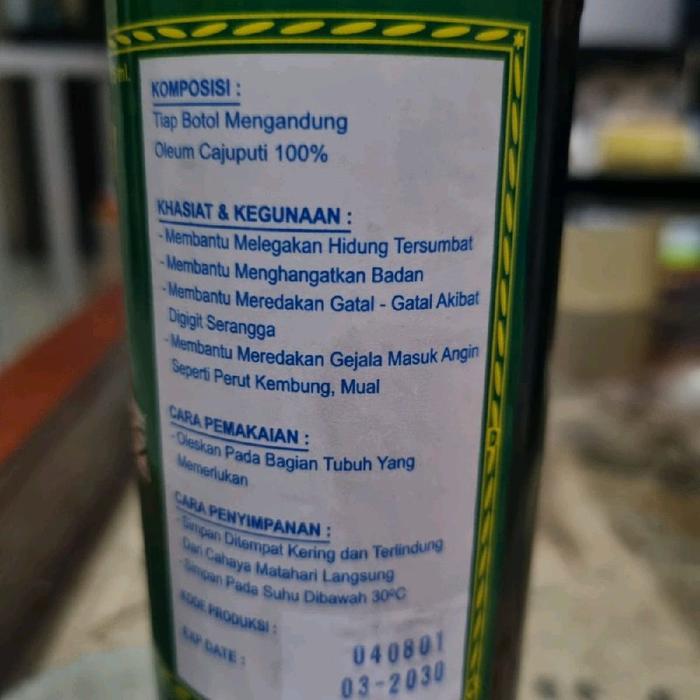 ml.
KOMPOSISI :
Tiap Botol Mengandung
Oleum Cajuputi 100%
KHASIAT & KEGUNAAN :
- Membantu Melegakan Hidung Tersumbat
- Membantu Menghangatkan Badan
- Membantu Meredakan Gatal - Gatal Akibat
Digigit Serangga
- Membantu Meredakan Gejala Masuk Angin
Seperti Perut Kembung, Mual
CARA PEMAKAIAN :
- Oleskan Pada Bagian Tubuh Yang
Memerlukan
CARA PENYIMPANAN :
- Simpan Ditempat Kering dan Terlindung
Dari Cahaya Matahari Langsung
- Simpan Pada Suhu Dibawah 30ºC
KODE PRODUKSI : 040801
EXP DATE : 03-2030